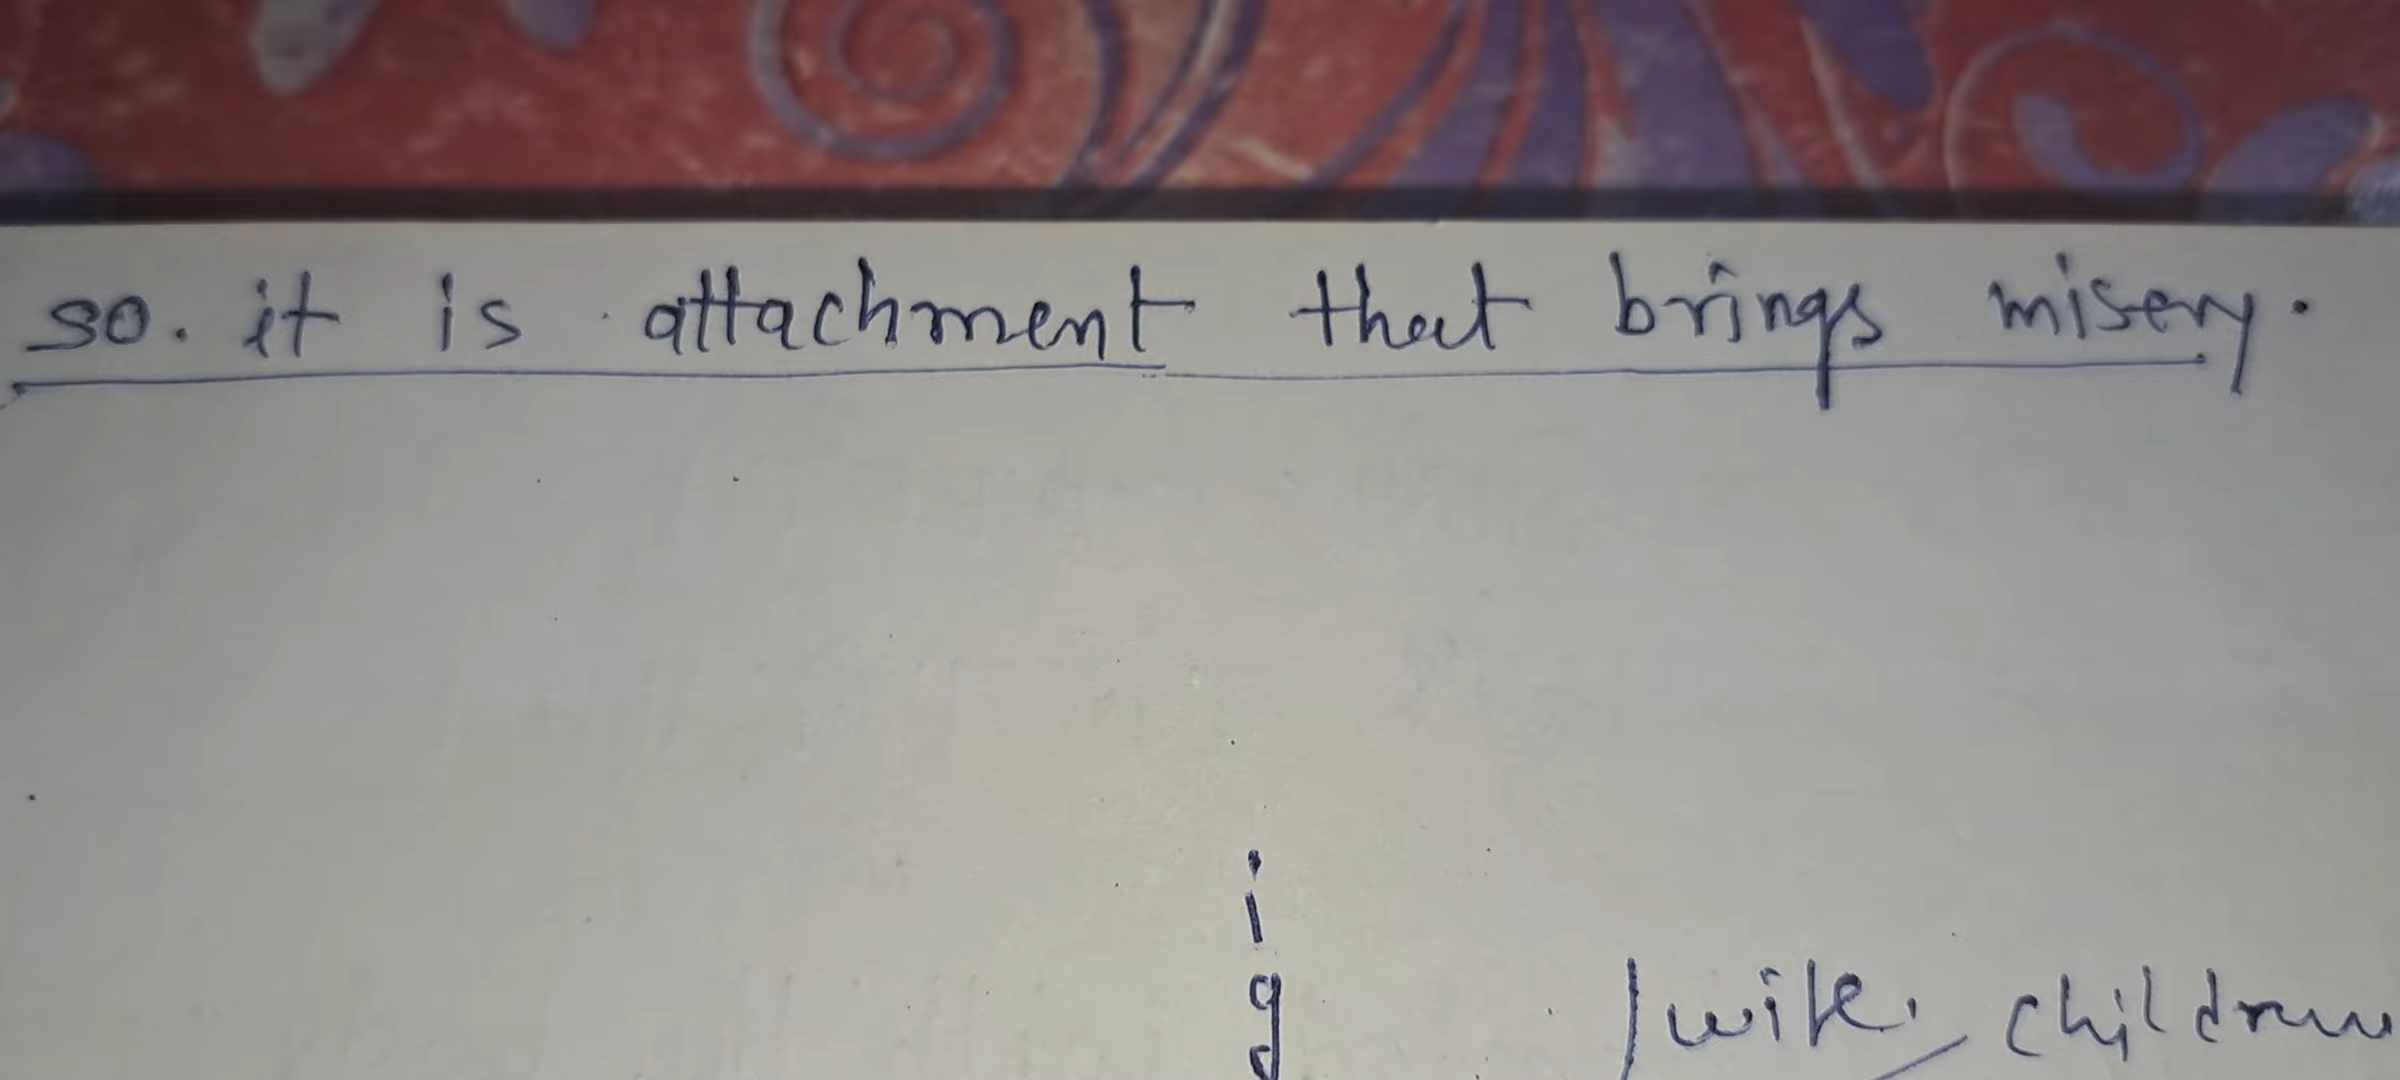 so. it is attachment that brings misery.
i
g
wife, children